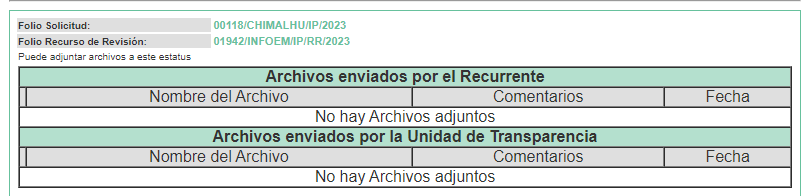 Folio Solicitud: 00118/CHIMALHU/IP/2023
Folio Recurso de Revisión: 01942/INFOEM/IP/RR/2023
Puede adjuntar archivos a este estatus
Archivos enviados por el Recurrente
Nombre del Archivo Comentarios Fecha
No hay Archivos adjuntos
Archivos enviados por la Unidad de Transparencia
Nombre del Archivo Comentarios Fecha
No hay Archivos adjuntos